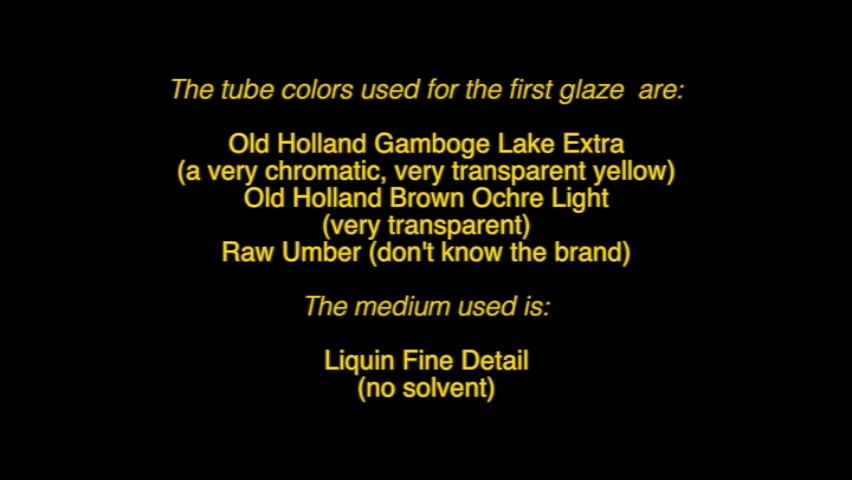 The tube colors used for the first glaze  are:
Old Holland Gamboge Lake Extra
(a very chromatic, very transparent yellow)
Old Holland Brown Ochre Light
(very transparent)
Raw Umber (don't know the brand)
The medium used is:
Liquin Fine Detail
(no solvent)